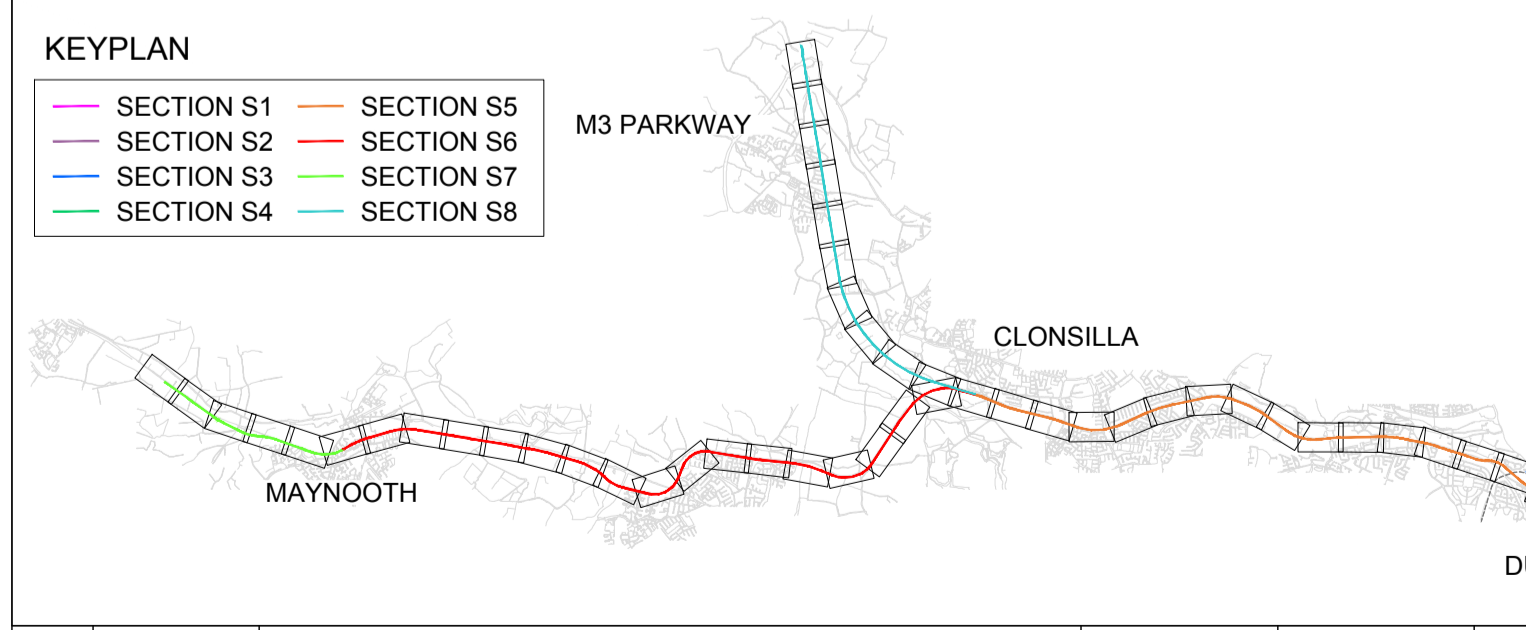 KEYPLAN
SECTION S1 SECTION S5
SECTION S2 SECTION S6
SECTION S3 SECTION S7
SECTION S4 SECTION S8
M3 PARKWAY
CLONSILLA
MAYNOOTH
DU